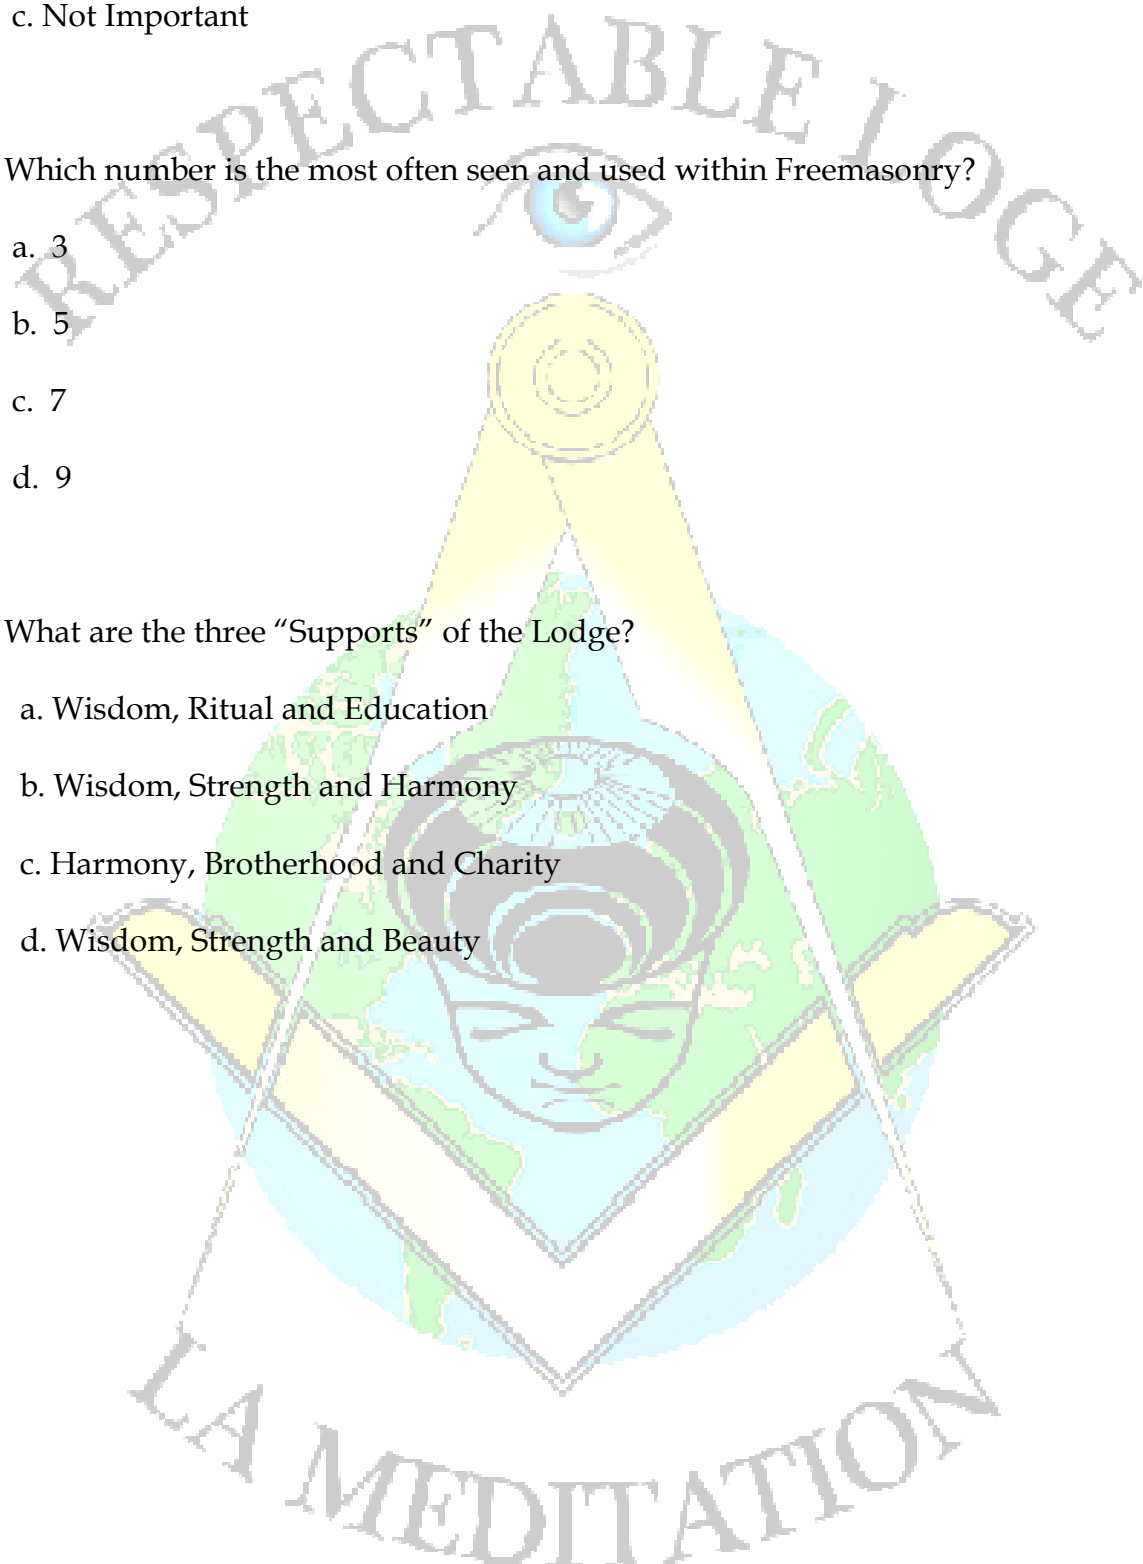 c. Not Important
RESPECTABLE LOGE
Which number is the most often seen and used within Freemasonry?
a. 3
b. 5
c. 7
d. 9
What are the three “Supports” of the Lodge?
a. Wisdom, Ritual and Education
b. Wisdom, Strength and Harmony
c. Harmony, Brotherhood and Charity
d. Wisdom, Strength and Beauty
LA MEDITATION